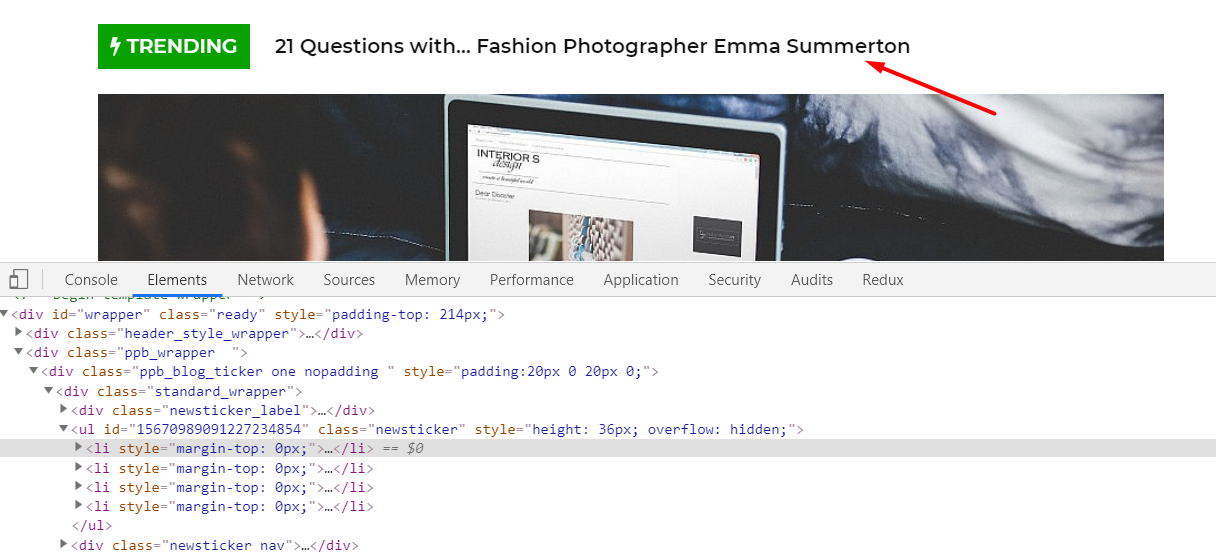 TRENDING 21 Questions with... Fashion Photographer Emma Summerton
INTERIOR S
design
create a beautiful world
Dear Disaster
Console Elements Network Sources Memory Performance Application Security Audits Redux
<div id="wrapper" class="ready" style="padding-top: 214px;">
<div class="header_style_wrapper">…</div>
<div class="ppb_wrapper  ">
<div class="ppb_blog_ticker one nopadding " style="padding:20px 0 20px 0;">
<div class="standard_wrapper">
<div class="newsticker_label">…</div>
<ul id="15670989091227234854" class="newsticker" style="height: 36px; overflow: hidden;">
<li style="margin-top: 0px;">…</li> == $0
<li style="margin-top: 0px;">…</li>
<li style="margin-top: 0px;">…</li>
<li style="margin-top: 0px;">…</li>
</ul>
<div class="newsticker_nav">…</div>